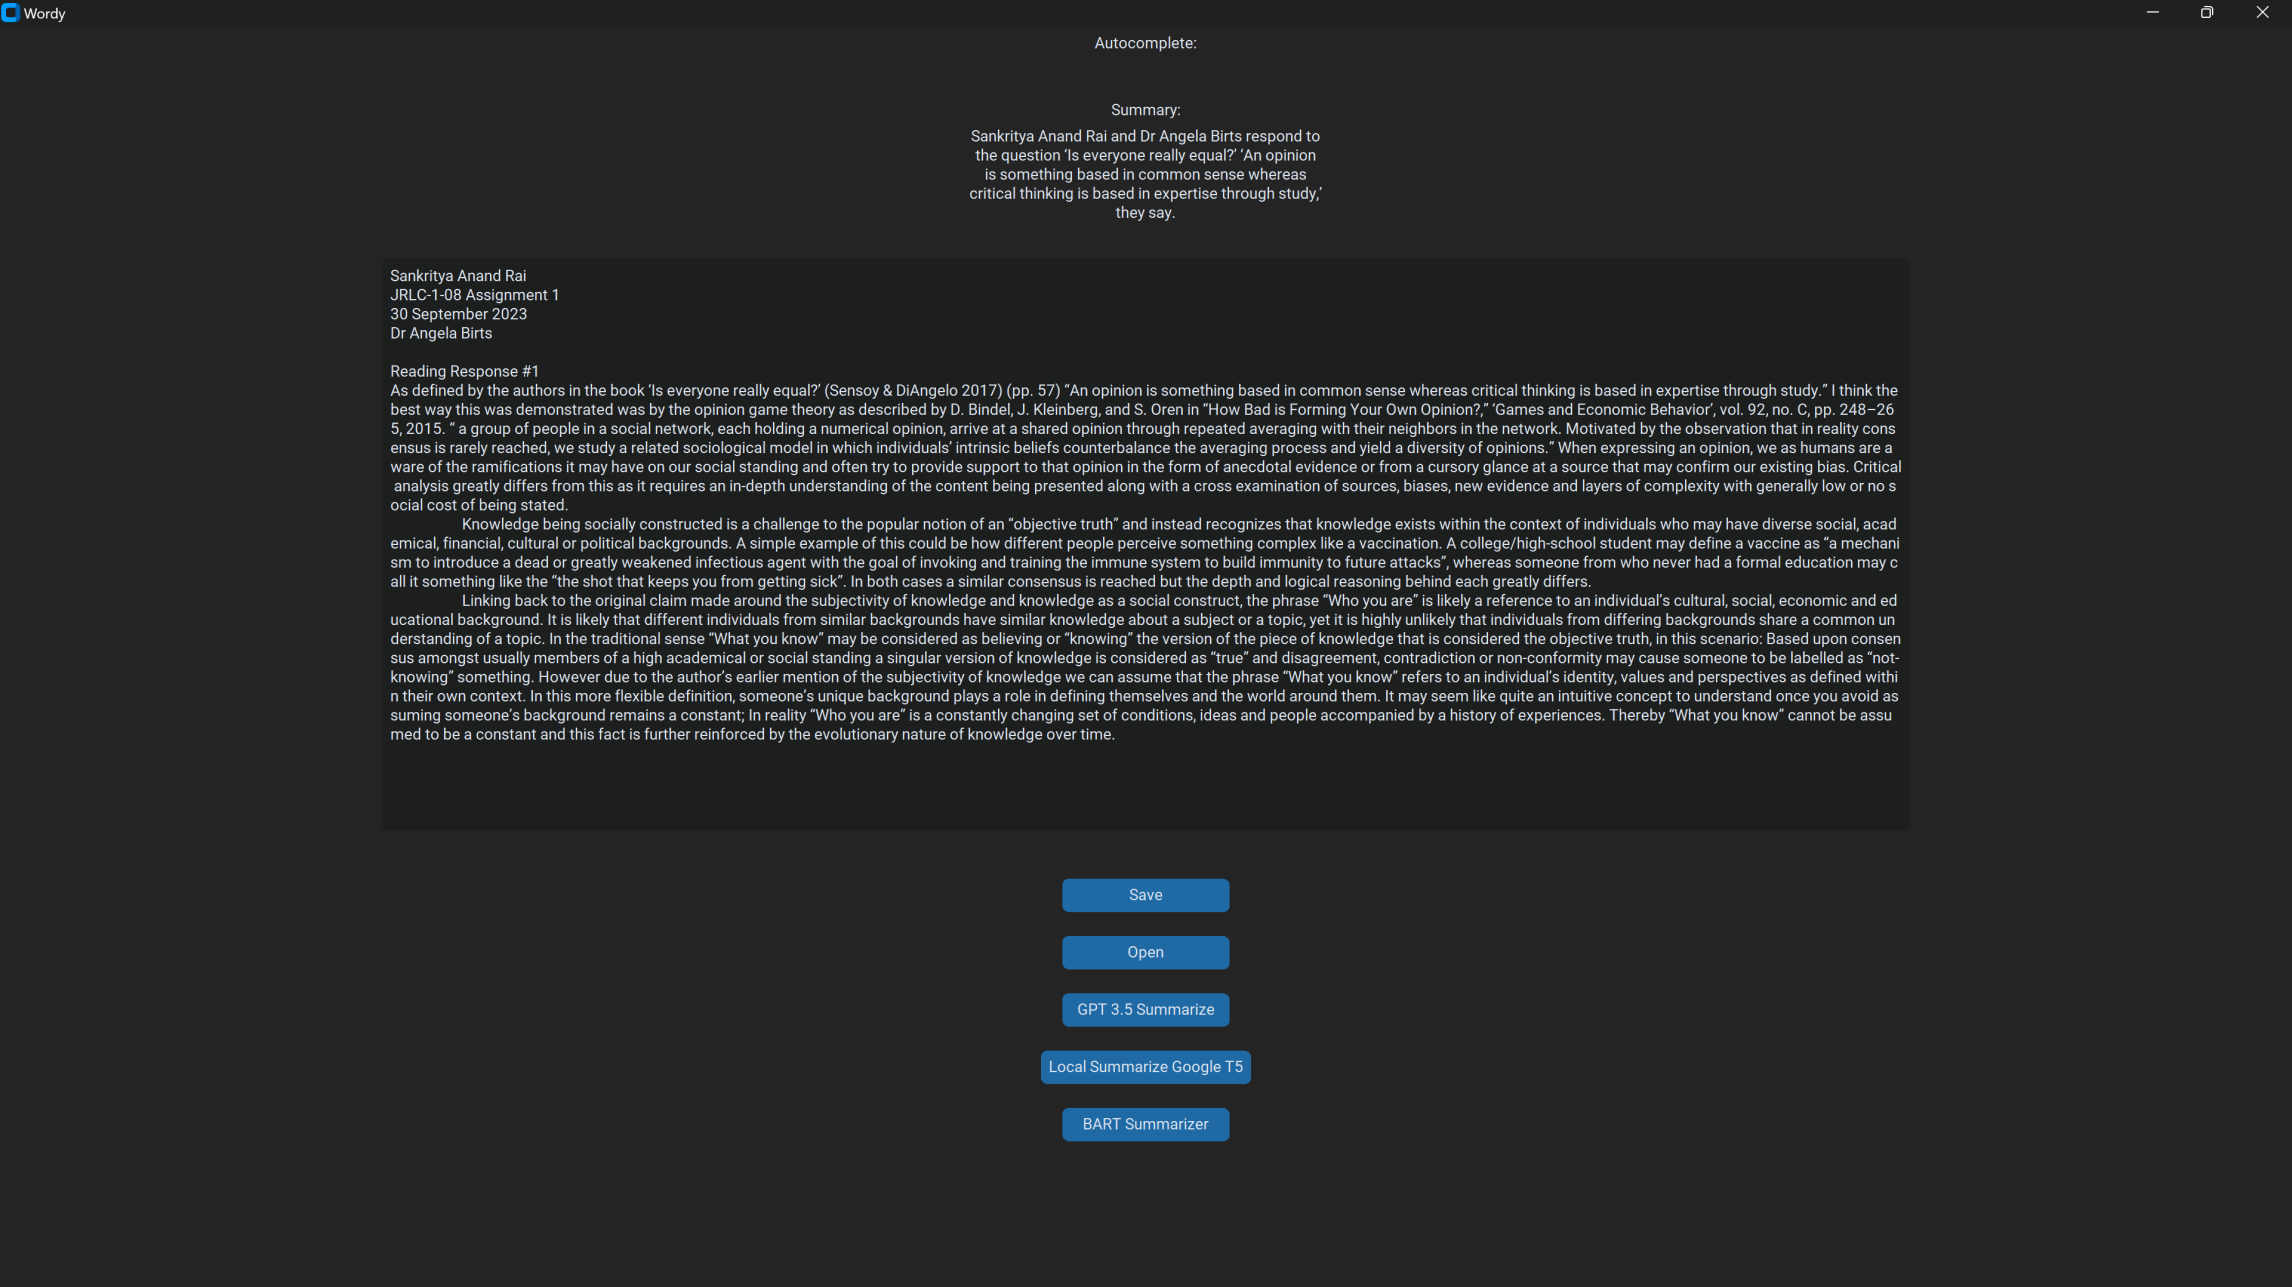 Wordy
Autocomplete:
Summary:
Sankritya Anand Rai and Dr Angela Birts respond to
the question ‘Is everyone really equal?’ ‘An opinion
is something based in common sense whereas
critical thinking is based in expertise through study,’
they say.
Sankritya Anand Rai
JRLC-1-08 Assignment 1
30 September 2023
Dr Angela Birts
Reading Response #1
As defined by the authors in the book ‘Is everyone really equal?’ (Sensoy & DiAngelo 2017) (pp. 57) “An opinion is something based in common sense whereas critical thinking is based in expertise through study.” I think the
best way this was demonstrated was by the opinion game theory as described by D. Bindel, J. Kleinberg, and S. Oren in “How Bad is Forming Your Own Opinion?,” ‘Games and Economic Behavior’, vol. 92, no. C, pp. 248–26
5, 2015. “ a group of people in a social network, each holding a numerical opinion, arrive at a shared opinion through repeated averaging with their neighbors in the network. Motivated by the observation that in reality cons
ensus is rarely reached, we study a related sociological model in which individuals’ intrinsic beliefs counterbalance the averaging process and yield a diversity of opinions.” When expressing an opinion, we as humans are a
ware of the ramifications it may have on our social standing and often try to provide support to that opinion in the form of anecdotal evidence or from a cursory glance at a source that may confirm our existing bias. Critical
analysis greatly differs from this as it requires an in-depth understanding of the content being presented along with a cross examination of sources, biases, new evidence and layers of complexity with generally low or no s
ocial cost of being stated.
Knowledge being socially constructed is a challenge to the popular notion of an “objective truth” and instead recognizes that knowledge exists within the context of individuals who may have diverse social, acad
emical, financial, cultural or political backgrounds. A simple example of this could be how different people perceive something complex like a vaccination. A college/high-school student may define a vaccine as “a mechani
sm to introduce a dead or greatly weakened infectious agent with the goal of invoking and training the immune system to build immunity to future attacks”, whereas someone from who never had a formal education may c
all it something like the “the shot that keeps you from getting sick”. In both cases a similar consensus is reached but the depth and logical reasoning behind each greatly differs.
Linking back to the original claim made around the subjectivity of knowledge and knowledge as a social construct, the phrase “Who you are” is likely a reference to an individual’s cultural, social, economic and ed
ucational background. It is likely that different individuals from similar backgrounds have similar knowledge about a subject or a topic, yet it is highly unlikely that individuals from differing backgrounds share a common un
derstanding of a topic. In the traditional sense “What you know” may be considered as believing or “knowing” the version of the piece of knowledge that is considered the objective truth, in this scenario: Based upon consen
sus amongst usually members of a high academical or social standing a singular version of knowledge is considered as “true” and disagreement, contradiction or non-conformity may cause someone to be labelled as “not-
knowing” something. However due to the author’s earlier mention of the subjectivity of knowledge we can assume that the phrase “What you know” refers to an individual’s identity, values and perspectives as defined withi
n their own context. In this more flexible definition, someone’s unique background plays a role in defining themselves and the world around them. It may seem like quite an intuitive concept to understand once you avoid as
suming someone’s background remains a constant; In reality “Who you are” is a constantly changing set of conditions, ideas and people accompanied by a history of experiences. Thereby “What you know” cannot be assu
med to be a constant and this fact is further reinforced by the evolutionary nature of knowledge over time.
Save
Open
GPT 3.5 Summarize
Local Summarize Google T5
BART Summarizer